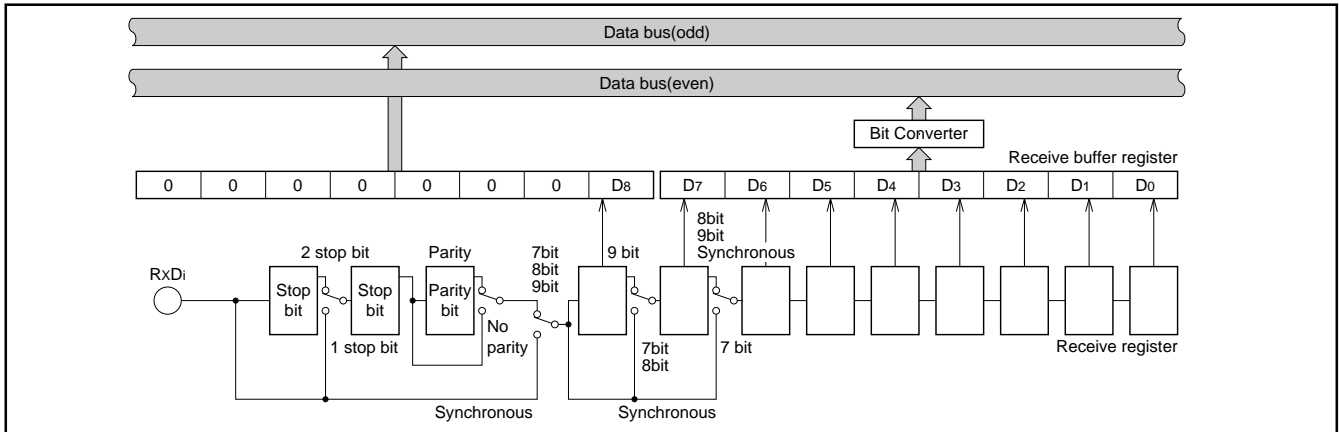 Data bus(odd)
Data bus(even)
Bit Converter
Receive buffer register
0 0 0 0 0 0 0 D8 D7 D6 D5 D4 D3 D2 D1 D0
8bit
9bit
Synchronous
2 stop bit
Parity
7bit
8bit
9bit
9 bit
RXDi
Stop
bit
Stop
bit
Parity
bit
No
parity
1 stop bit
7bit
8bit
7 bit
Receive register
Synchronous
Synchronous